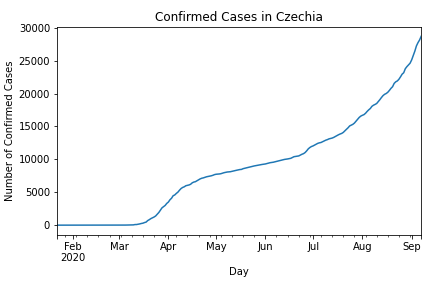 Confirmed Cases in Czechia
Number of Confirmed Cases
30000
25000
20000
15000
10000
5000
0
Feb Mar Apr May Jun Jul Aug Sep
2020
Day